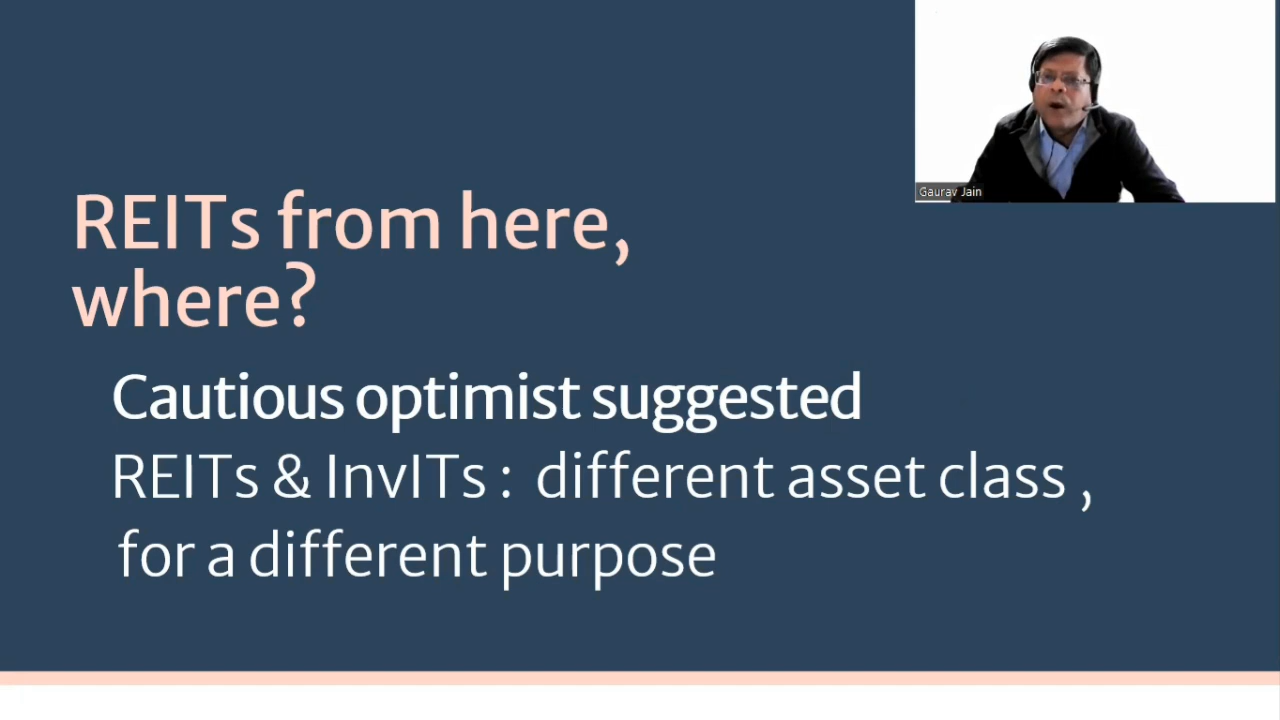 REITs from here,
where?
Cautious optimist suggested
REITs & InvITs : different asset class ,
for a different purpose
Gaurav Jain